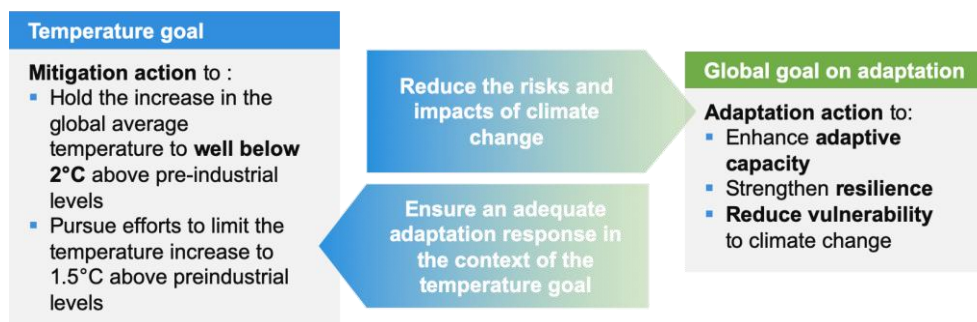 Temperature goal
Mitigation action to :
▪ Hold the increase in the
global average
temperature to well below
2°C above pre-industrial
levels
▪ Pursue efforts to limit the
temperature increase to
1.5°C above preindustrial
levels
Reduce the risks and
impacts of climate
change
Ensure an adequate
adaptation response in
the context of the
temperature goal
Global goal on adaptation
Adaptation action to:
▪ Enhance adaptive
capacity
▪ Strengthen resilience
▪ Reduce vulnerability
to climate change